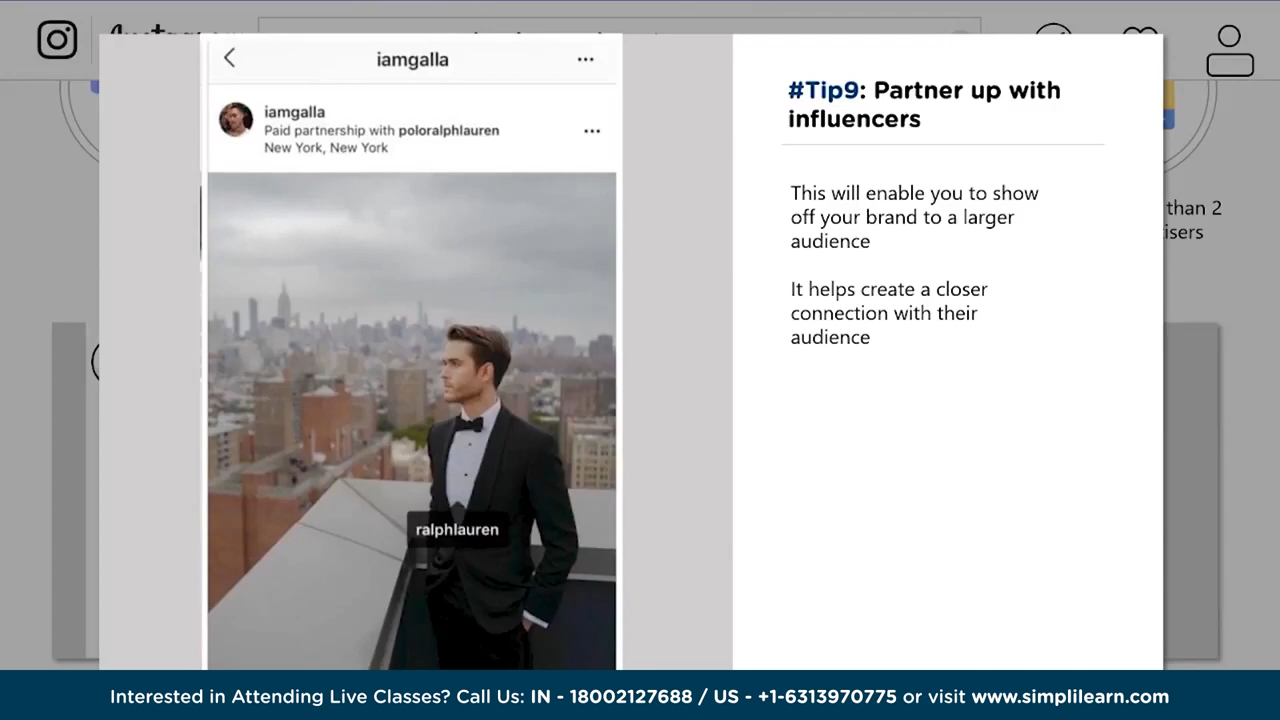 iamgalla
iamgalla
Paid partnership with poloralphlauren
New York, New York
ralphlauren
#Tip9: Partner up with
influencers
This will enable you to show
off your brand to a larger
audience
It helps create a closer
connection with their
audience
than 2
isers
Interested in Attending Live Classes? Call Us: IN - 18002127688 / US - +1-6313970775 or visit www.simplilearn.com